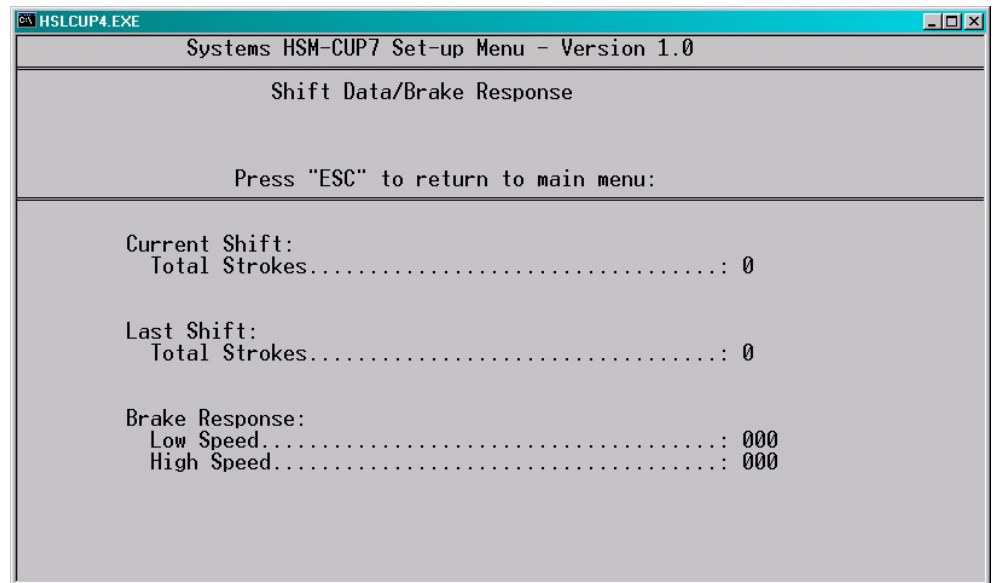 HSLCUP4.EXE
Systems HSM-CUP7 Set-up Menu - Version 1.0
Shift Data/Brake Response
Press "ESC" to return to main menu:
Current Shift:
Total Strokes..................................: 0
Last Shift:
Total Strokes..................................: 0
Brake Response:
Low Speed......................................: 000
High Speed.....................................: 000